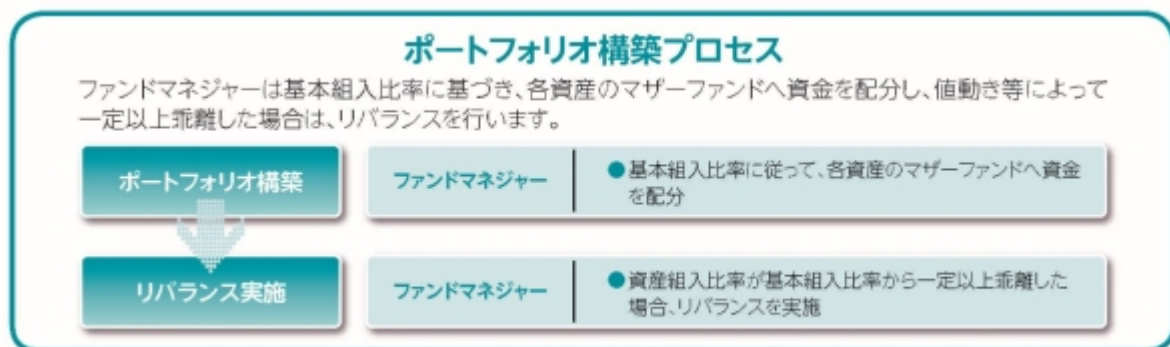 ポートフォリオ構築プロセス
ファンドマネジャーは基本組入比率に基づき、各資産のマザーファンドへ資金を配分し、値動き等によって
一定以上乖離した場合は、リバランスを行います。
ポートフォリオ構築
ファンドマネジャー
●基本組入比率に従って、各資産のマザーファンドへ資金
を配分
リバランス実施
ファンドマネジャー
●資産組入比率が基本組入比率から一定以上乖離した
場合、リバランスを実施